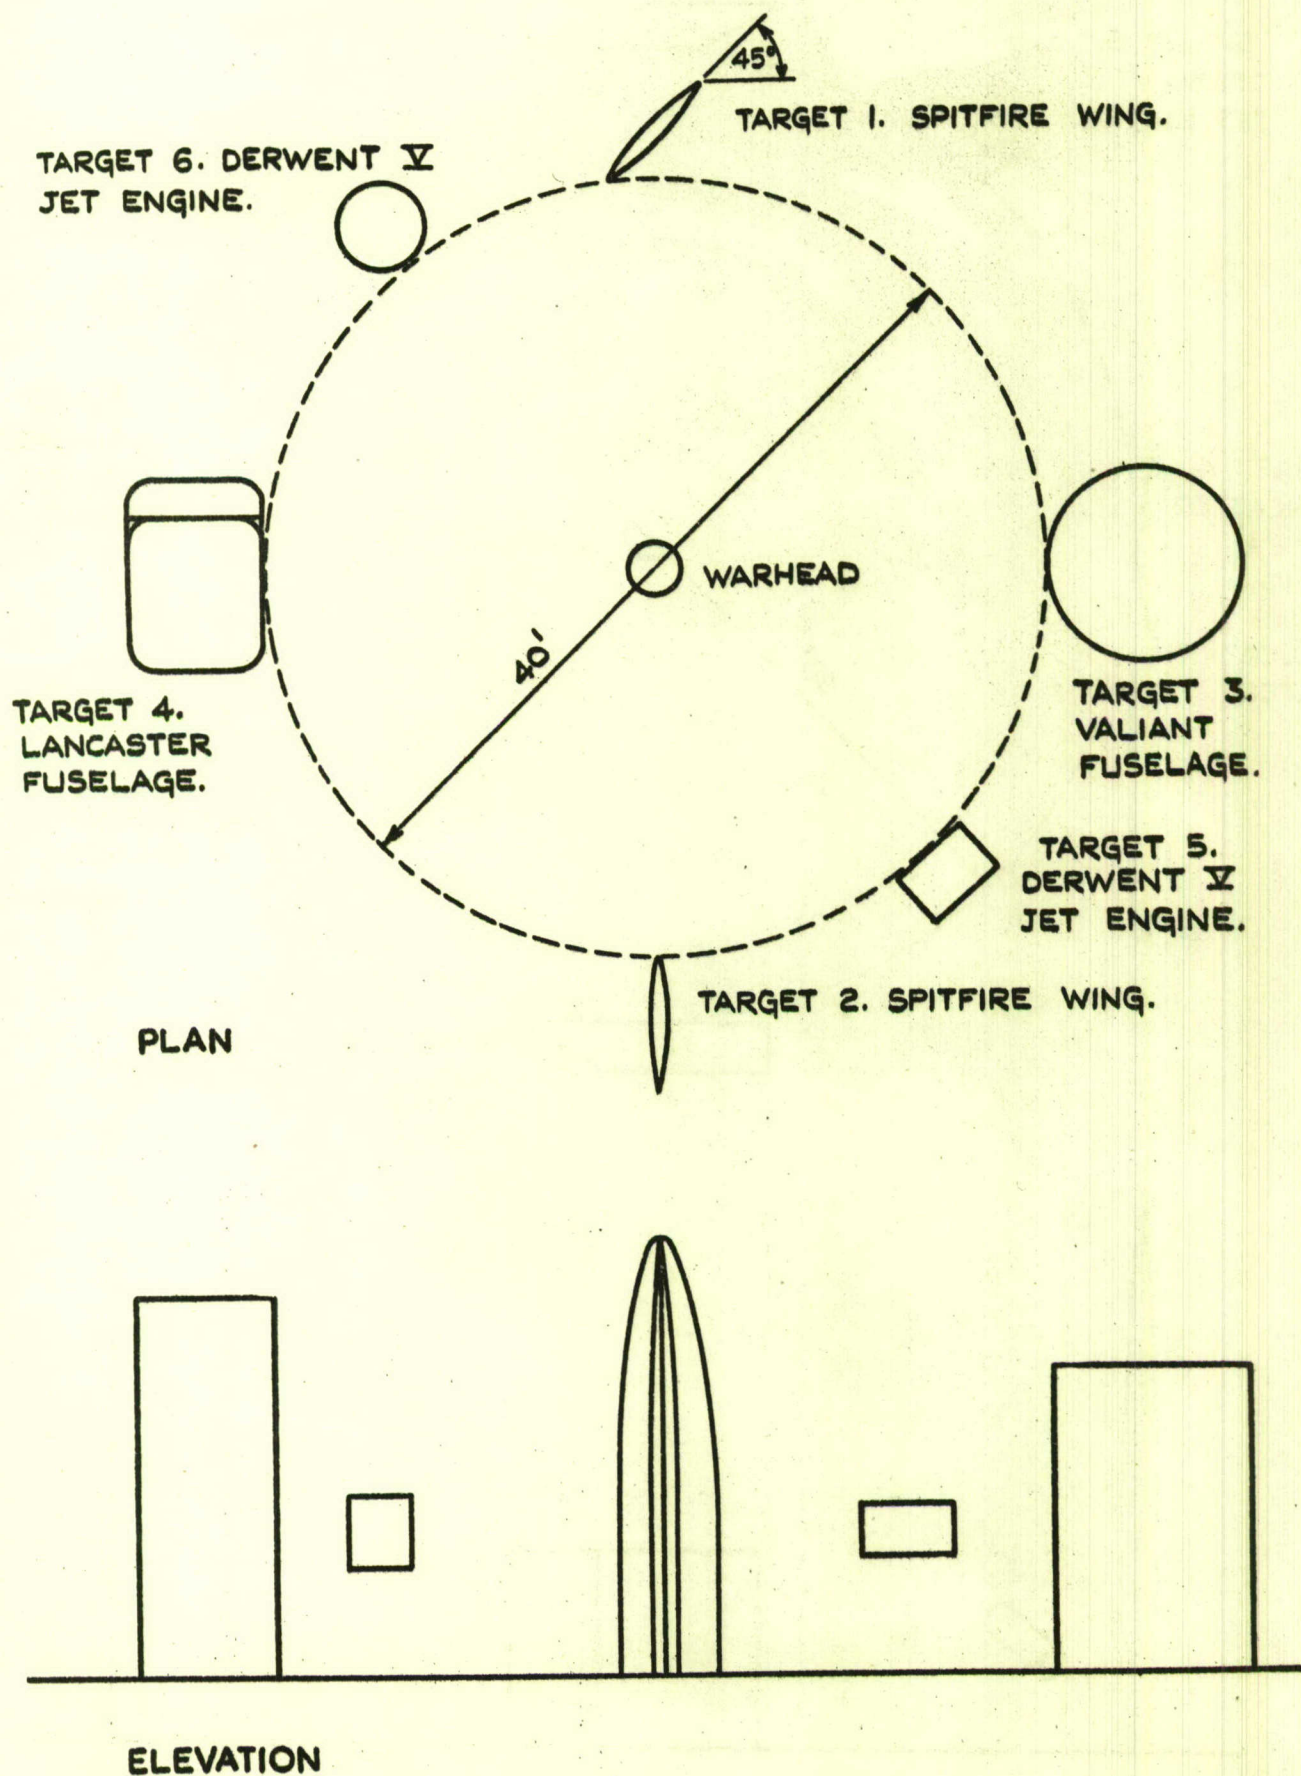 45°
TARGET 1. SPITFIRE WING.
TARGET 6. DERWENT V
JET ENGINE.
WARHEAD
40'
TARGET 4.
LANCASTER
FUSELAGE.
TARGET 3.
VALIANT
FUSELAGE.
TARGET 5.
DERWENT V
JET ENGINE.
TARGET 2. SPITFIRE WING.
PLAN
ELEVATION